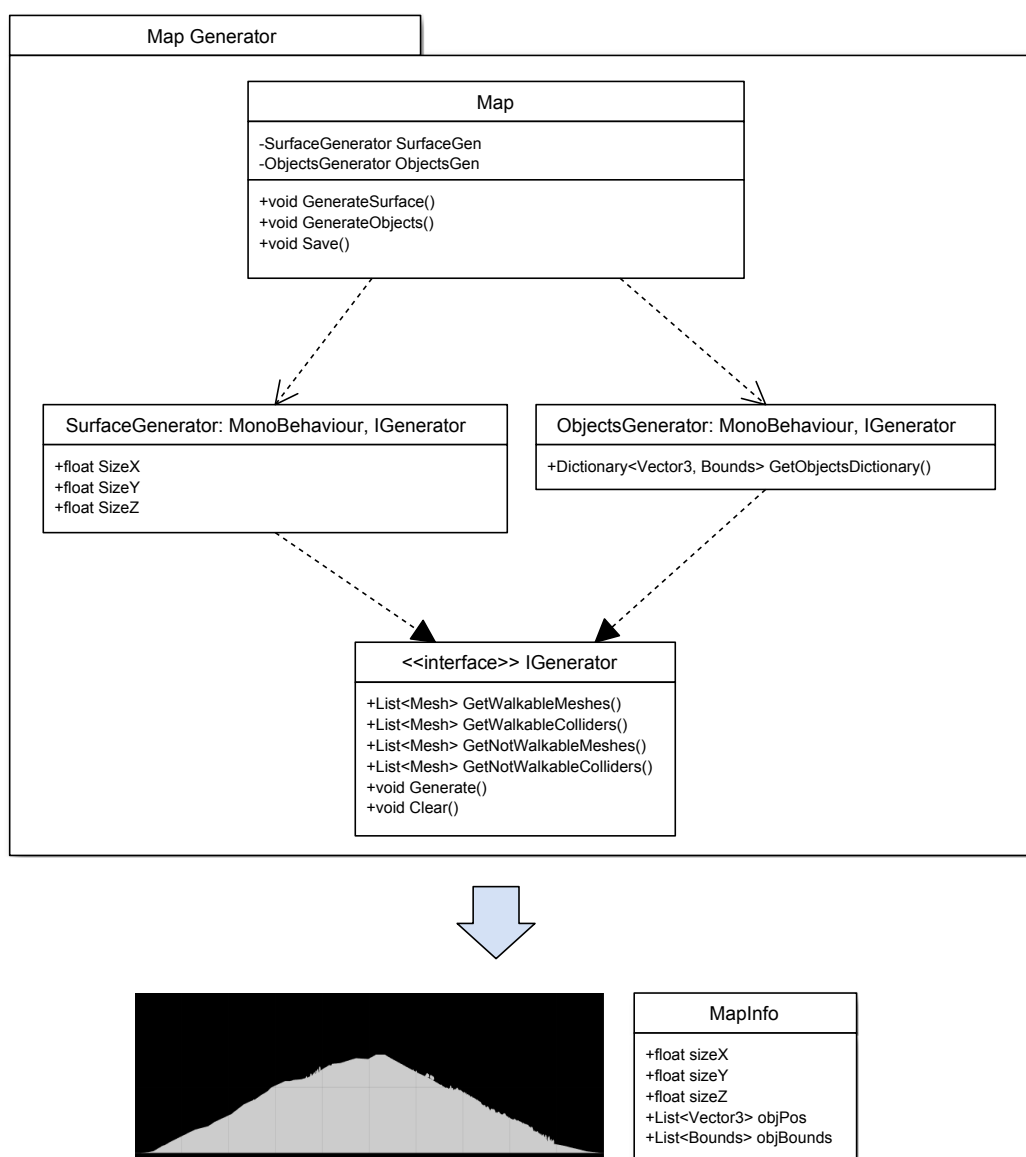 Map Generator
Map
-SurfaceGenerator SurfaceGen
-ObjectsGenerator ObjectsGen
+void GenerateSurface()
+void GenerateObjects()
+void Save()
SurfaceGenerator: MonoBehaviour, IGenerator
+float SizeX
+float SizeY
+float SizeZ
ObjectsGenerator: MonoBehaviour, IGenerator
+Dictionary<Vector3, Bounds> GetObjectsDictionary()
<<interface>> IGenerator
+List<Mesh> GetWalkableMeshes()
+List<Mesh> GetWalkableColliders()
+List<Mesh> GetNotWalkableMeshes()
+List<Mesh> GetNotWalkableColliders()
+void Generate()
+void Clear()
MapInfo
+float sizeX
+float sizeY
+float sizeZ
+List<Vector3> objPos
+List<Bounds> objBounds